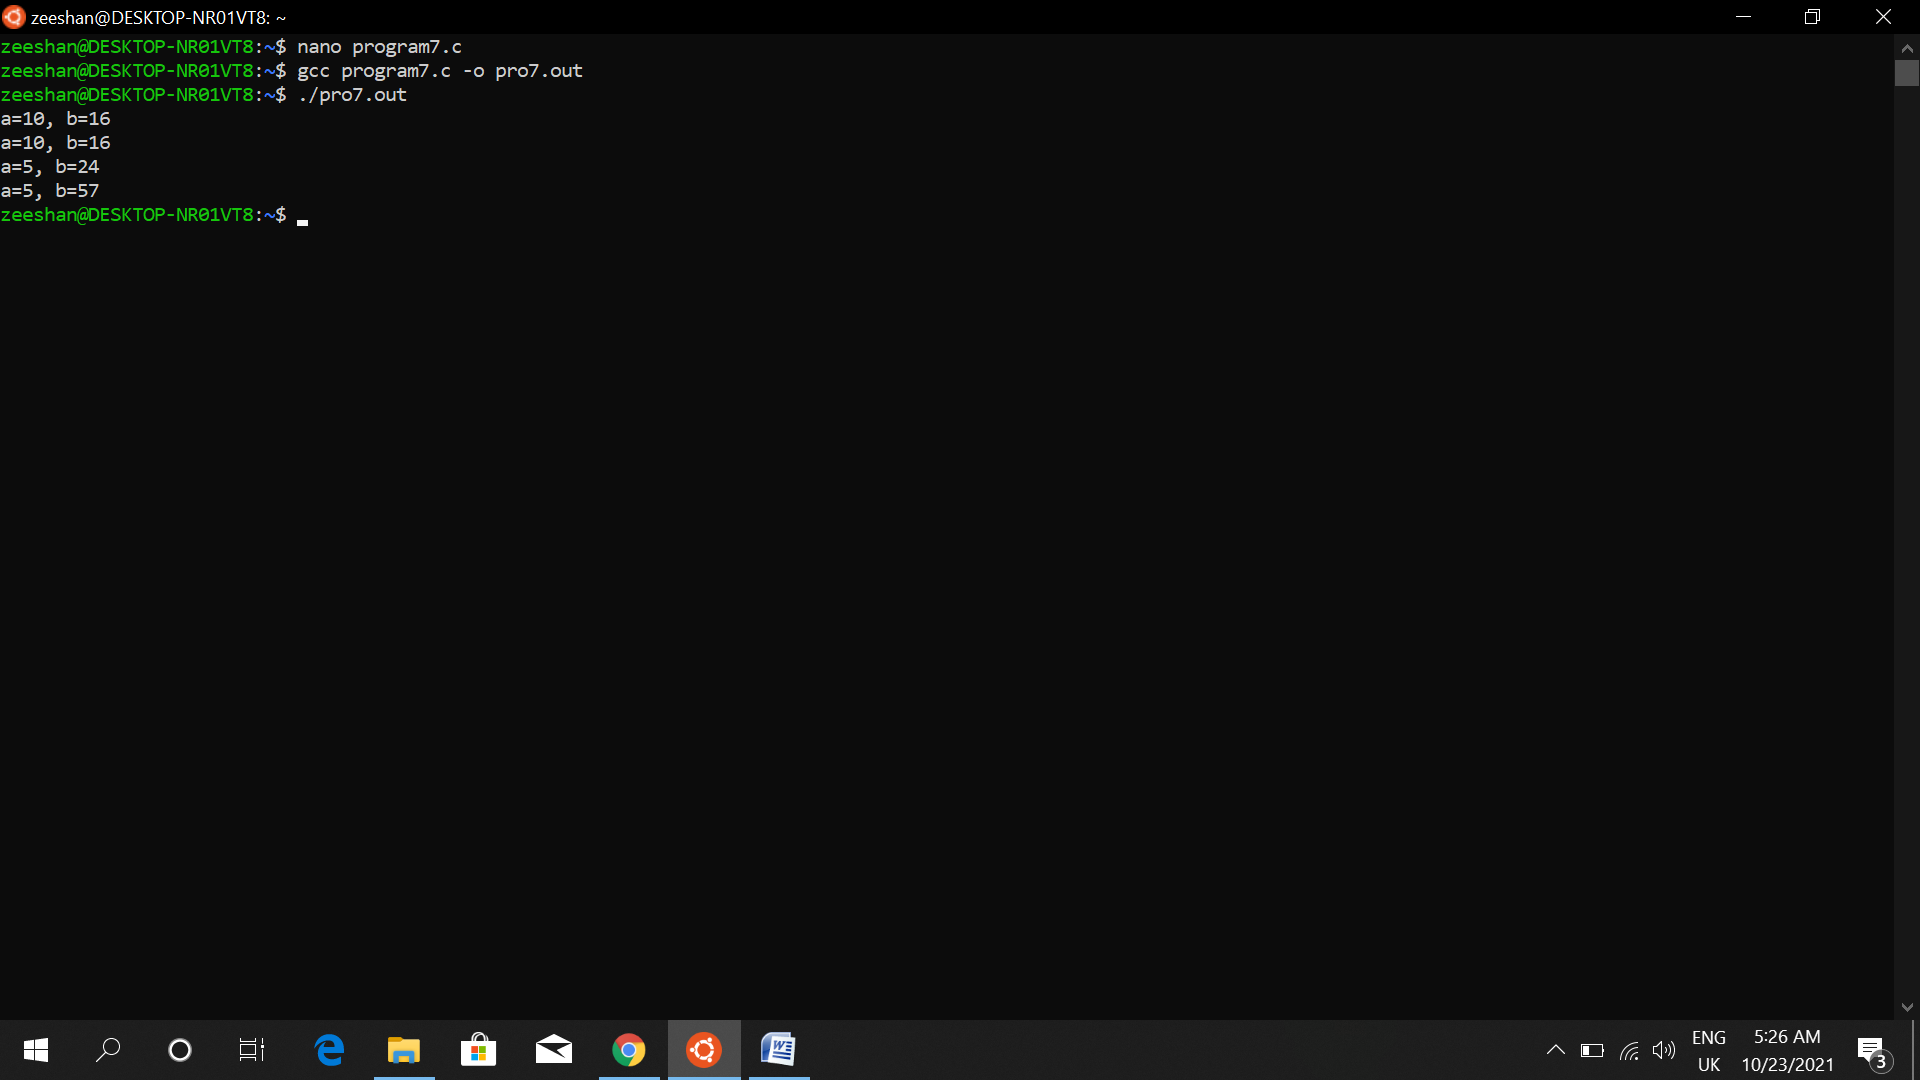 zeeshan@DESKTOP-NR01VT8: ~
zeeshan@DESKTOP-NR01VT8:~$ nano program7.c
zeeshan@DESKTOP-NR01VT8:~$ gcc program7.c -o pro7.out
zeeshan@DESKTOP-NR01VT8:~$ ./pro7.out
a=10, b=16
a=10, b=16
a=5, b=24
a=5, b=57
zeeshan@DESKTOP-NR01VT8:~$
ENG
UK
5:26 AM
10/23/2021
3